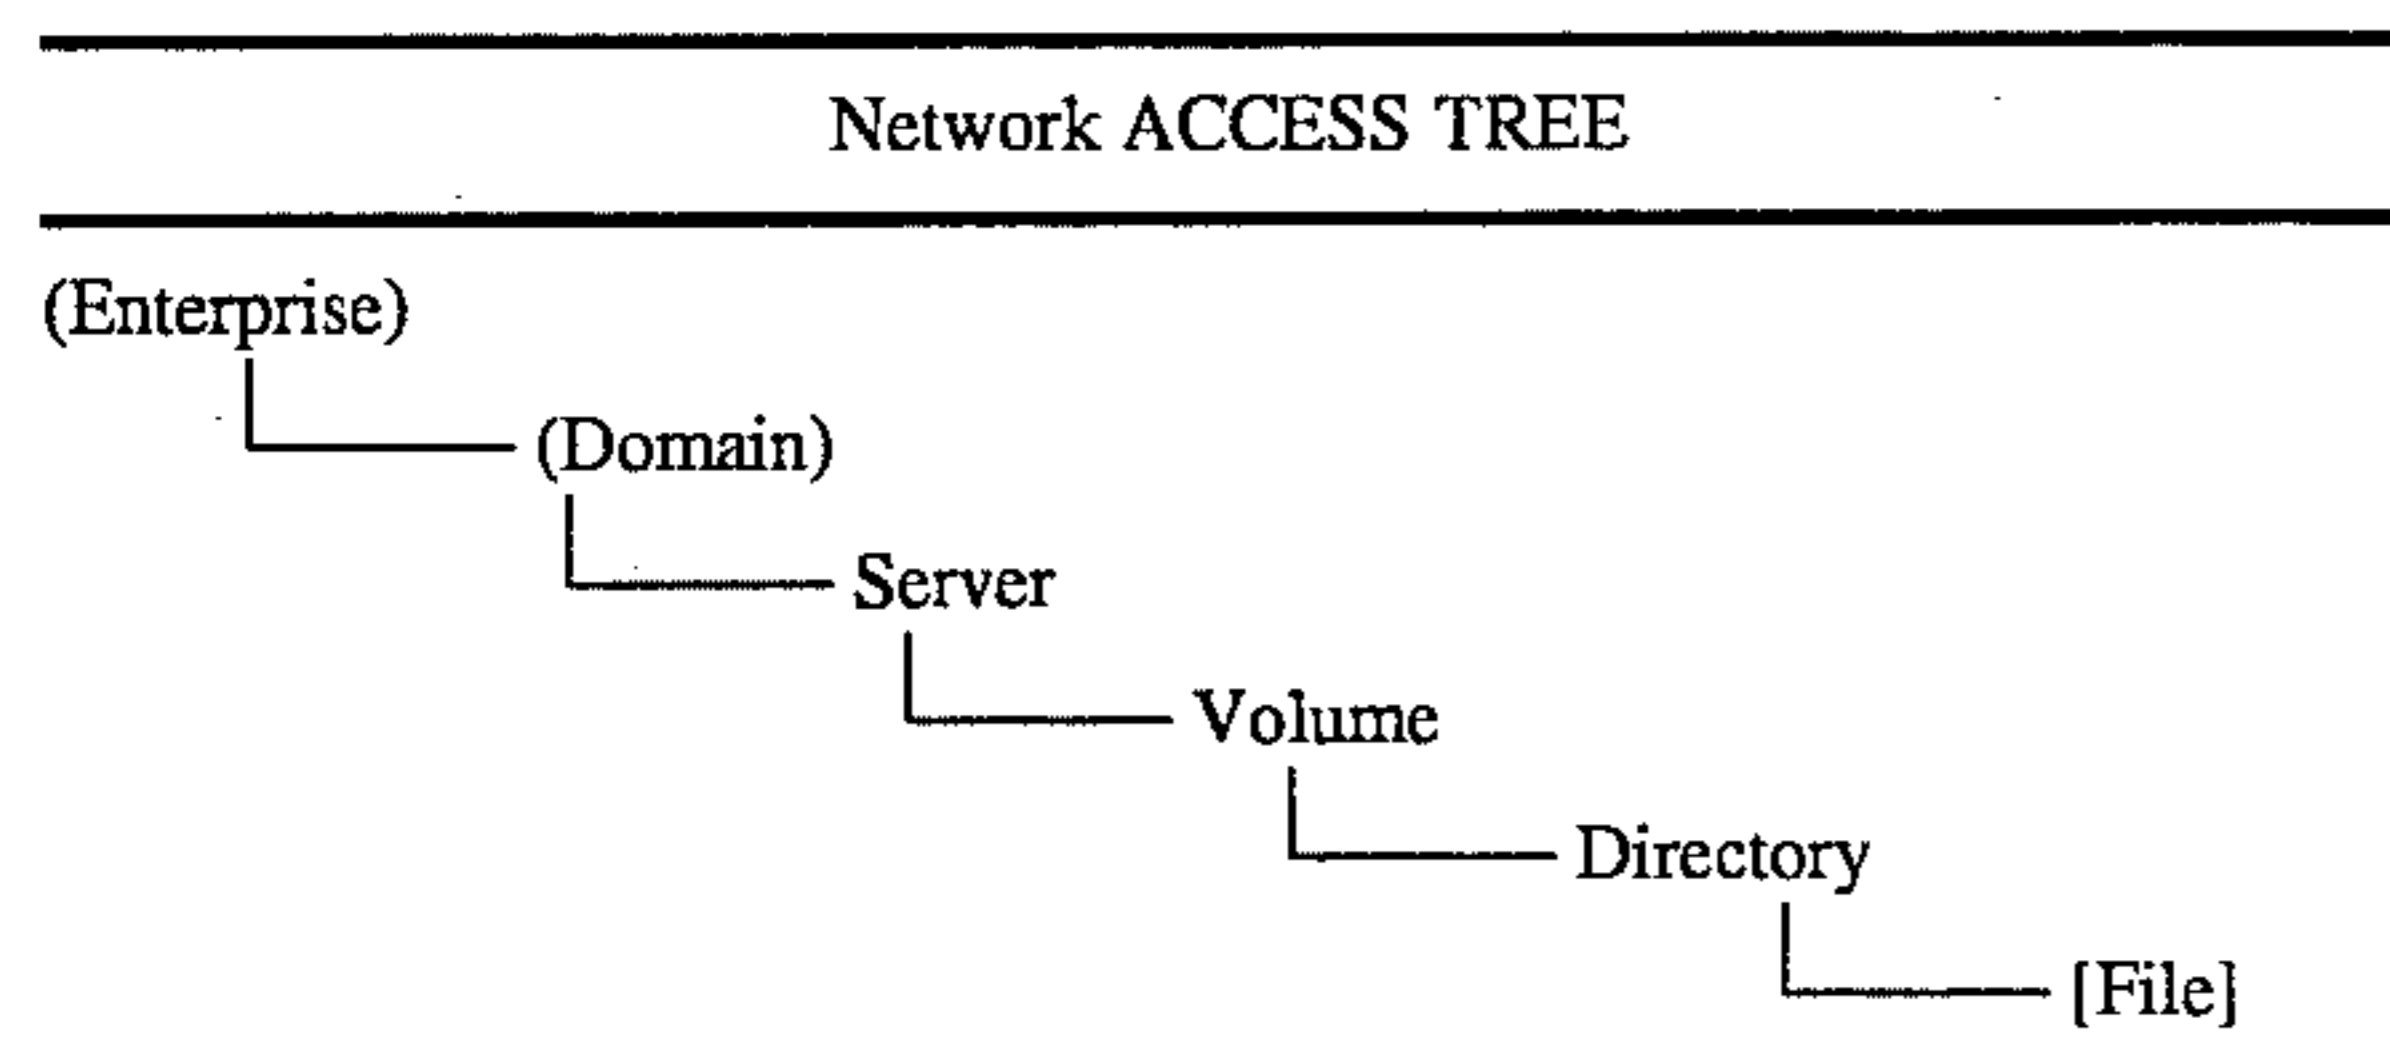 Network ACCESS TREE
(Enterprise)
(Domain)
Server
Volume
Directory
[File]